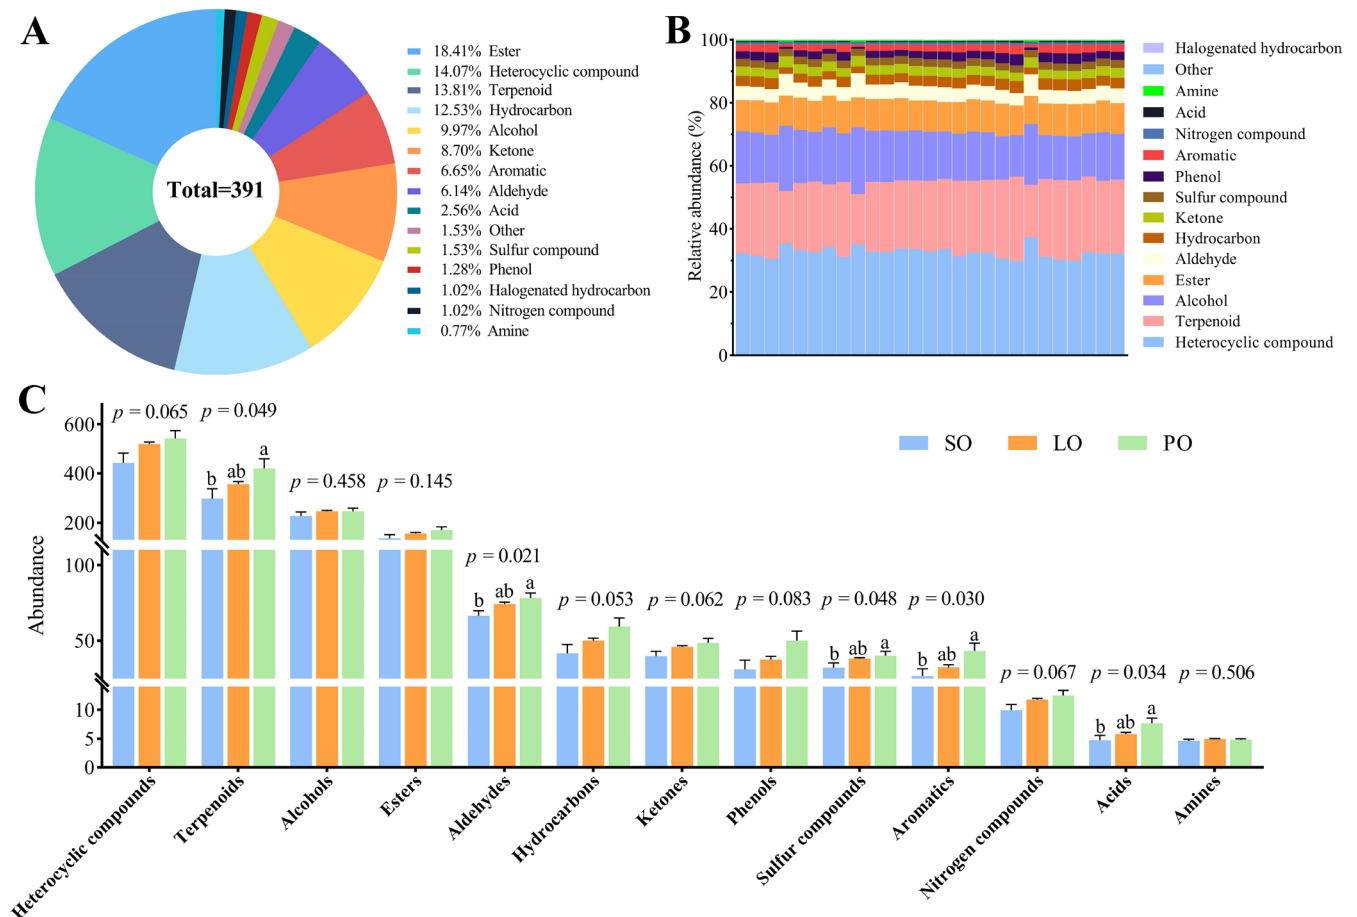 A
18.41% Ester
14.07% Heterocyclic compound
13.81% Terpenoid
12.53% Hydrocarbon
9.97% Alcohol
8.70% Ketone
6.65% Aromatic
6.14% Aldehyde
2.56% Acid
1.53% Other
1.53% Sulfur compound
1.28% Phenol
1.02% Halogenated hydrocarbon
1.02% Nitrogen compound
0.77% Amine
Total=391
B
Relative abundance (%)
100
80
60
40
20
0
Halogenated hydrocarbon
Other
Amine
Acid
Nitrogen compound
Aromatic
Phenol
Sulfur compound
Ketone
Hydrocarbon
Aldehyde
Ester
Alcohol
Terpenoid
Heterocyclic compound
C
Abundance
600
400
200
100
50
10
5
0
SO LO PO
p = 0.065
p = 0.049
b ab a
p = 0.458
p = 0.145
p = 0.021
b ab a
p = 0.053
p = 0.062
p = 0.083
p = 0.048
b ab a
p = 0.030
b ab a
p = 0.067
p = 0.034
b ab a
p = 0.506
Heterocyclic compounds
Terpenoids
Alcohols
Esters
Aldehydes
Hydrocarbons
Ketones
Phenols
Sulfur compounds
Aromatics
Nitrogen compounds
Acids
Amines